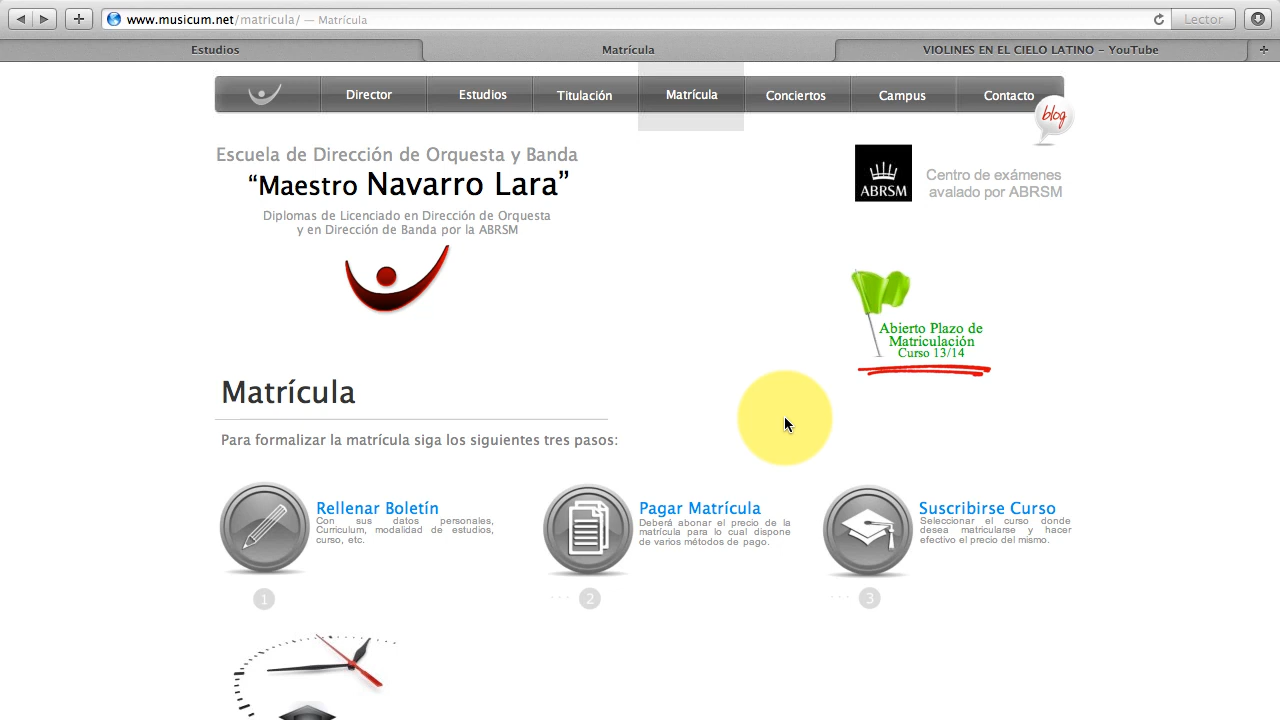 www.musicum.net/matricula/ — Matrícula
Lector
Estudios
Matrícula
VIOLINES EN EL CIELO LATINO – YouTube
Director
Estudios
Titulación
Matrícula
Conciertos
Campus
Contacto
blog
Escuela de Dirección de Orquesta y Banda
“Maestro Navarro Lara”
Diplomas de Licenciado en Dirección de Orquesta
y en Dirección de Banda por la ABRSM
ABRSM
Centro de exámenes
avalado por ABRSM
Abierto Plazo de
Matriculación
Curso 13/14
Matrícula
Para formalizar la matrícula siga los siguientes tres pasos:
Rellenar Boletín
Con sus datos personales,
Curriculum, modalidad de estudios,
curso, etc.
1
Pagar Matrícula
Deberá abonar el precio de la
matrícula para lo cual dispone
de varios métodos de pago.
2
Suscribirse Curso
Seleccionar el curso donde
desea matricularse y hacer
efectivo el precio del mismo.
3